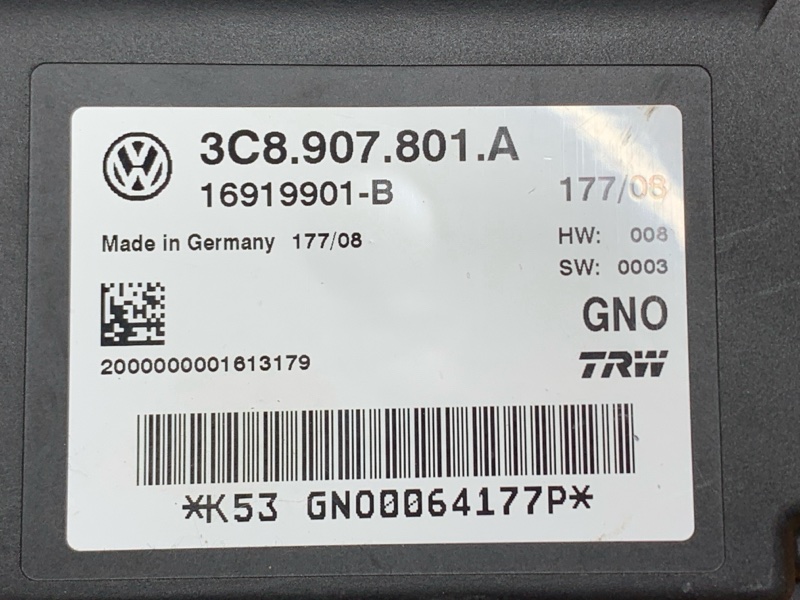 3C8.907.801.A
16919901-B 177/08
Made in Germany 177/08
HW: 008
SW: 0003
GNO
2000000001613179
TRW
*K53 GNO0064177P*